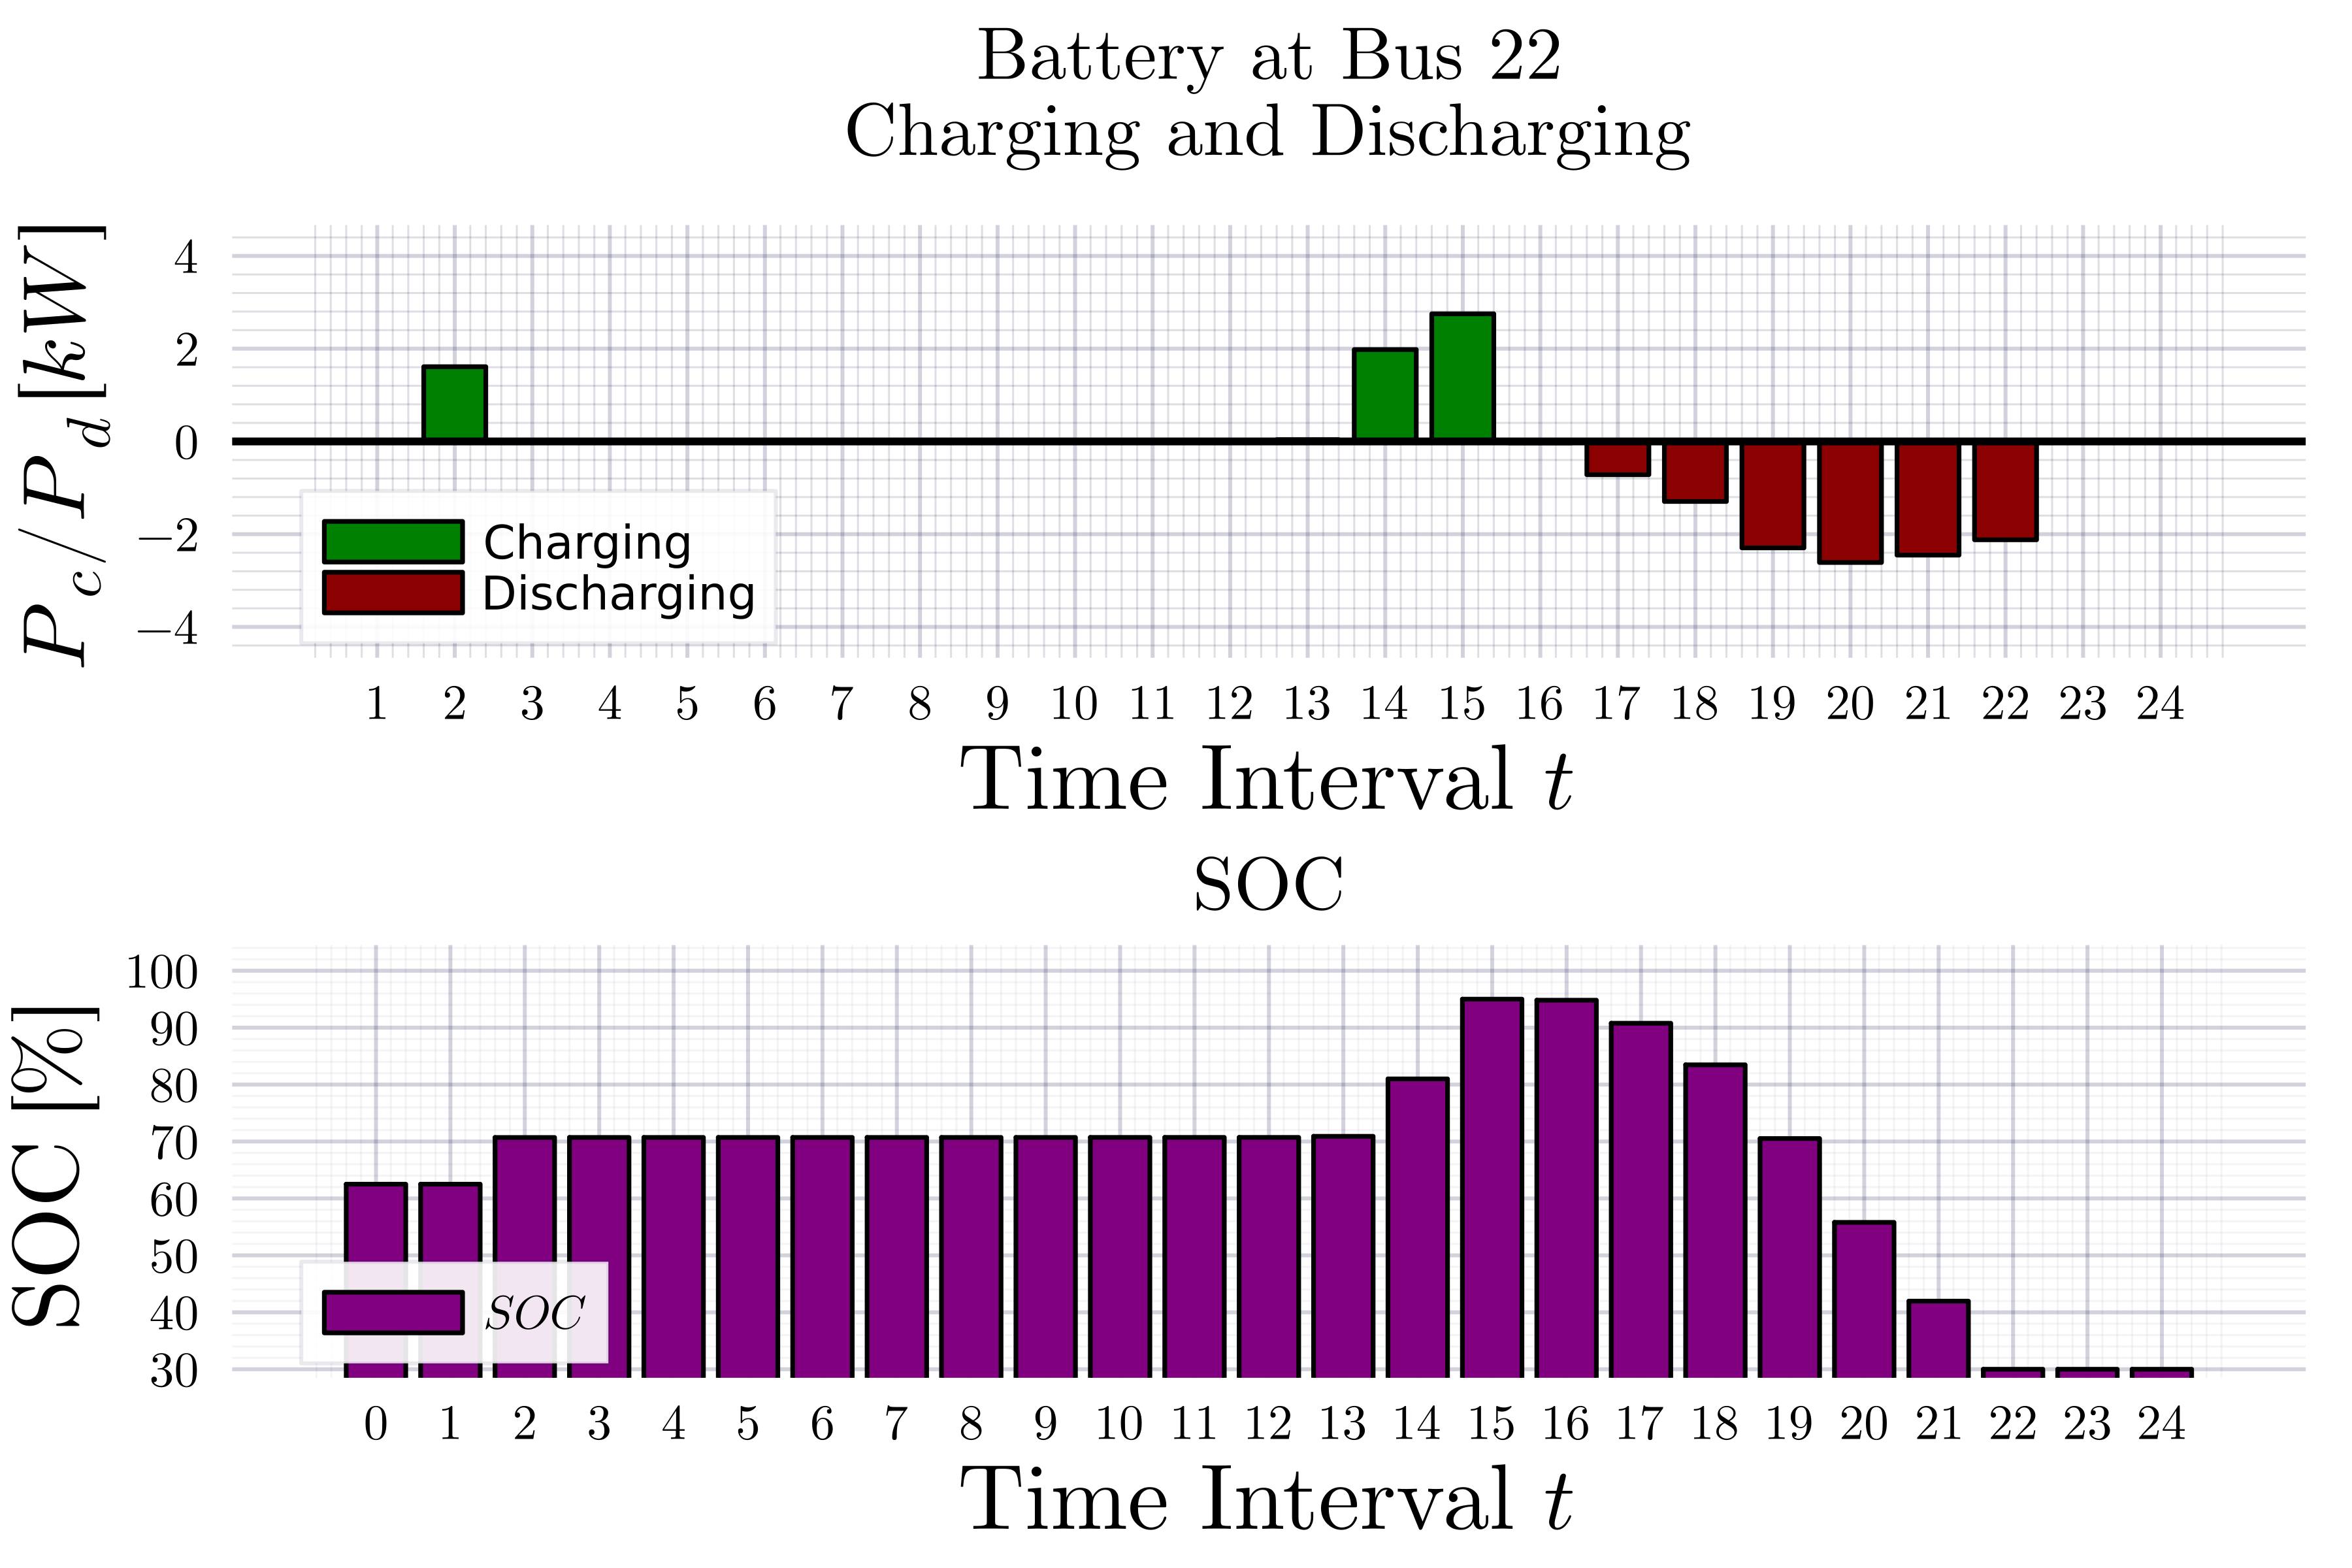 Battery at Bus 22
Charging and Discharging
P_c/P_d [kW]
4
2
0
−2
−4
Charging
Discharging
1 2 3 4 5 6 7 8 9 10 11 12 13 14 15 16 17 18 19 20 21 22 23 24
Time Interval t
SOC
SOC [%]
100
90
80
70
60
50
40
30
SOC
0 1 2 3 4 5 6 7 8 9 10 11 12 13 14 15 16 17 18 19 20 21 22 23 24
Time Interval t